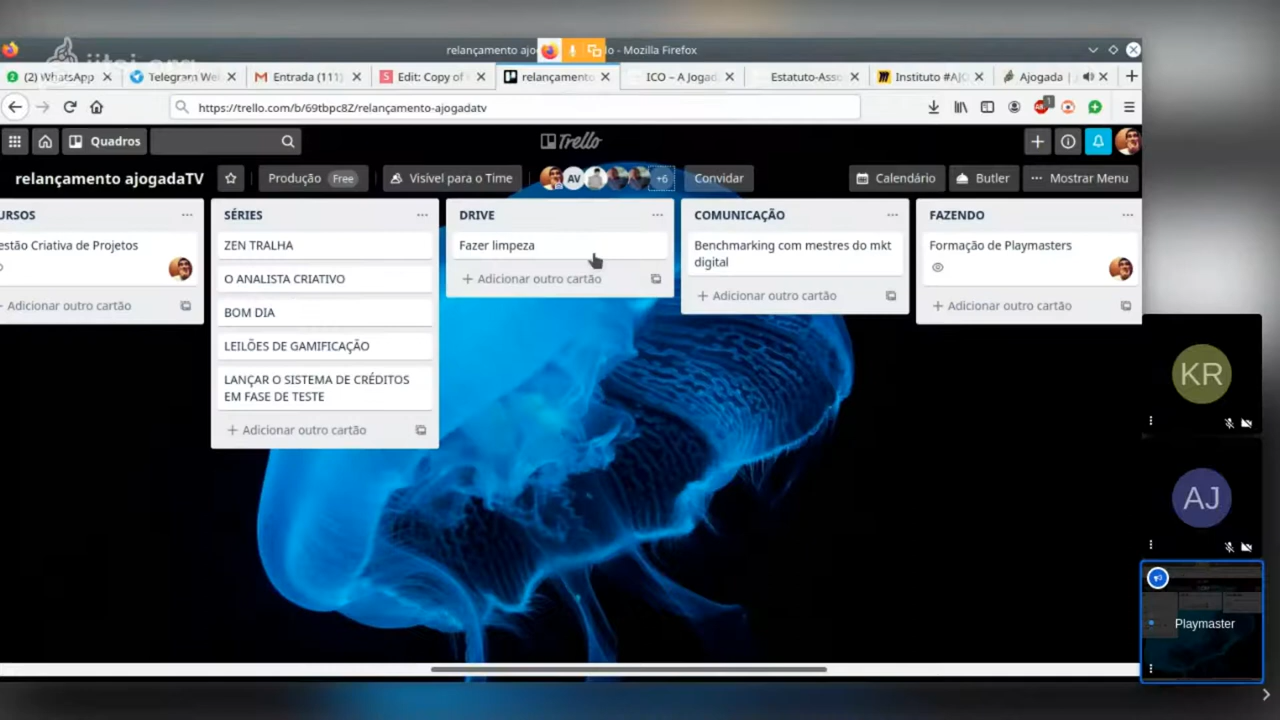 jitsi.org
relançamento ajo
lo - Mozilla Firefox
(2) WhatsApp
Telegram We
Entrada (111)
Edit: Copy of
relançamento
ICO – A Jogad
Estatuto-Asso
Instituto #AJO
Ajogada
https://trello.com/b/69tbpc8Z/relançamento-ajogadatv
1
Quadros
Trello
relançamento ajogadaTV
Produção Free
Visível para o Time
AV
+6
Convidar
Calendário
Butler
Mostrar Menu
URSOS
estão Criativa de Projetos
Adicionar outro cartão
SÉRIES
ZEN TRALHA
O ANALISTA CRIATIVO
BOM DIA
LEILÕES DE GAMIFICAÇÃO
LANÇAR O SISTEMA DE CRÉDITOS
EM FASE DE TESTE
+ Adicionar outro cartão
DRIVE
Fazer limpeza
+ Adicionar outro cartão
COMUNICAÇÃO
Benchmarking com mestres do mkt
digital
+ Adicionar outro cartão
FAZENDO
Formação de Playmasters
+ Adicionar outro cartão
KR
AJ
Playmaster